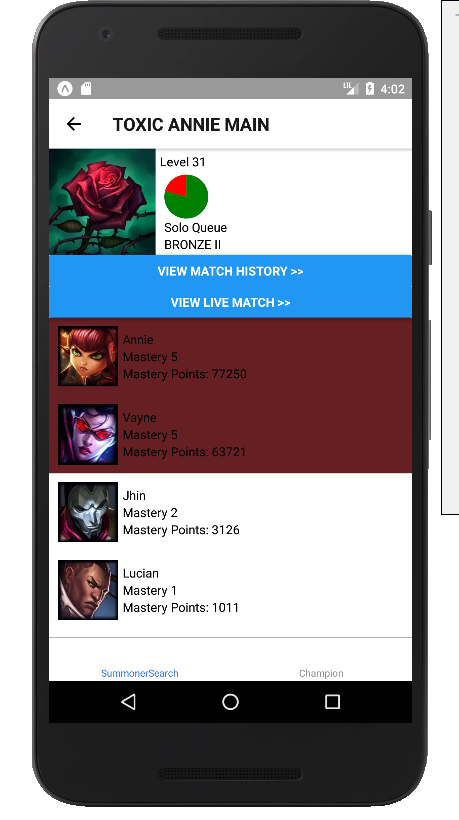 LTE 4:02
TOXIC ANNIE MAIN
Level 31
Solo Queue
BRONZE II
VIEW MATCH HISTORY >>
VIEW LIVE MATCH >>
Annie
Mastery 5
Mastery Points: 77250
Vayne
Mastery 5
Mastery Points: 63721
Jhin
Mastery 2
Mastery Points: 3126
Lucian
Mastery 1
Mastery Points: 1011
SummonerSearch Champion